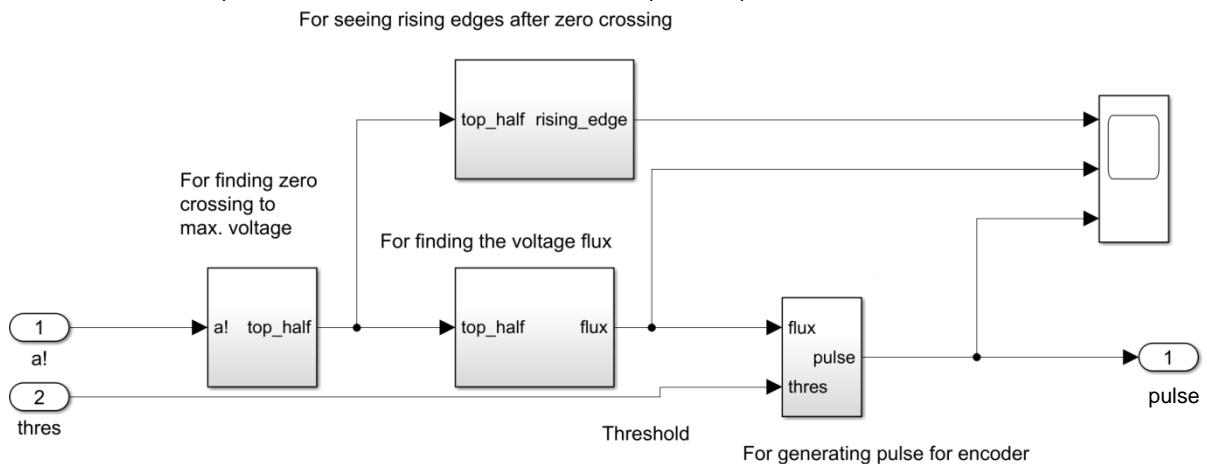 For seeing rising edges after zero crossing
top_half rising_edge
For finding zero
crossing to
max. voltage
For finding the voltage flux
1
a!
a! top_half
top_half flux
flux
pulse
thres
1
pulse
2
thres
Threshold
For generating pulse for encoder